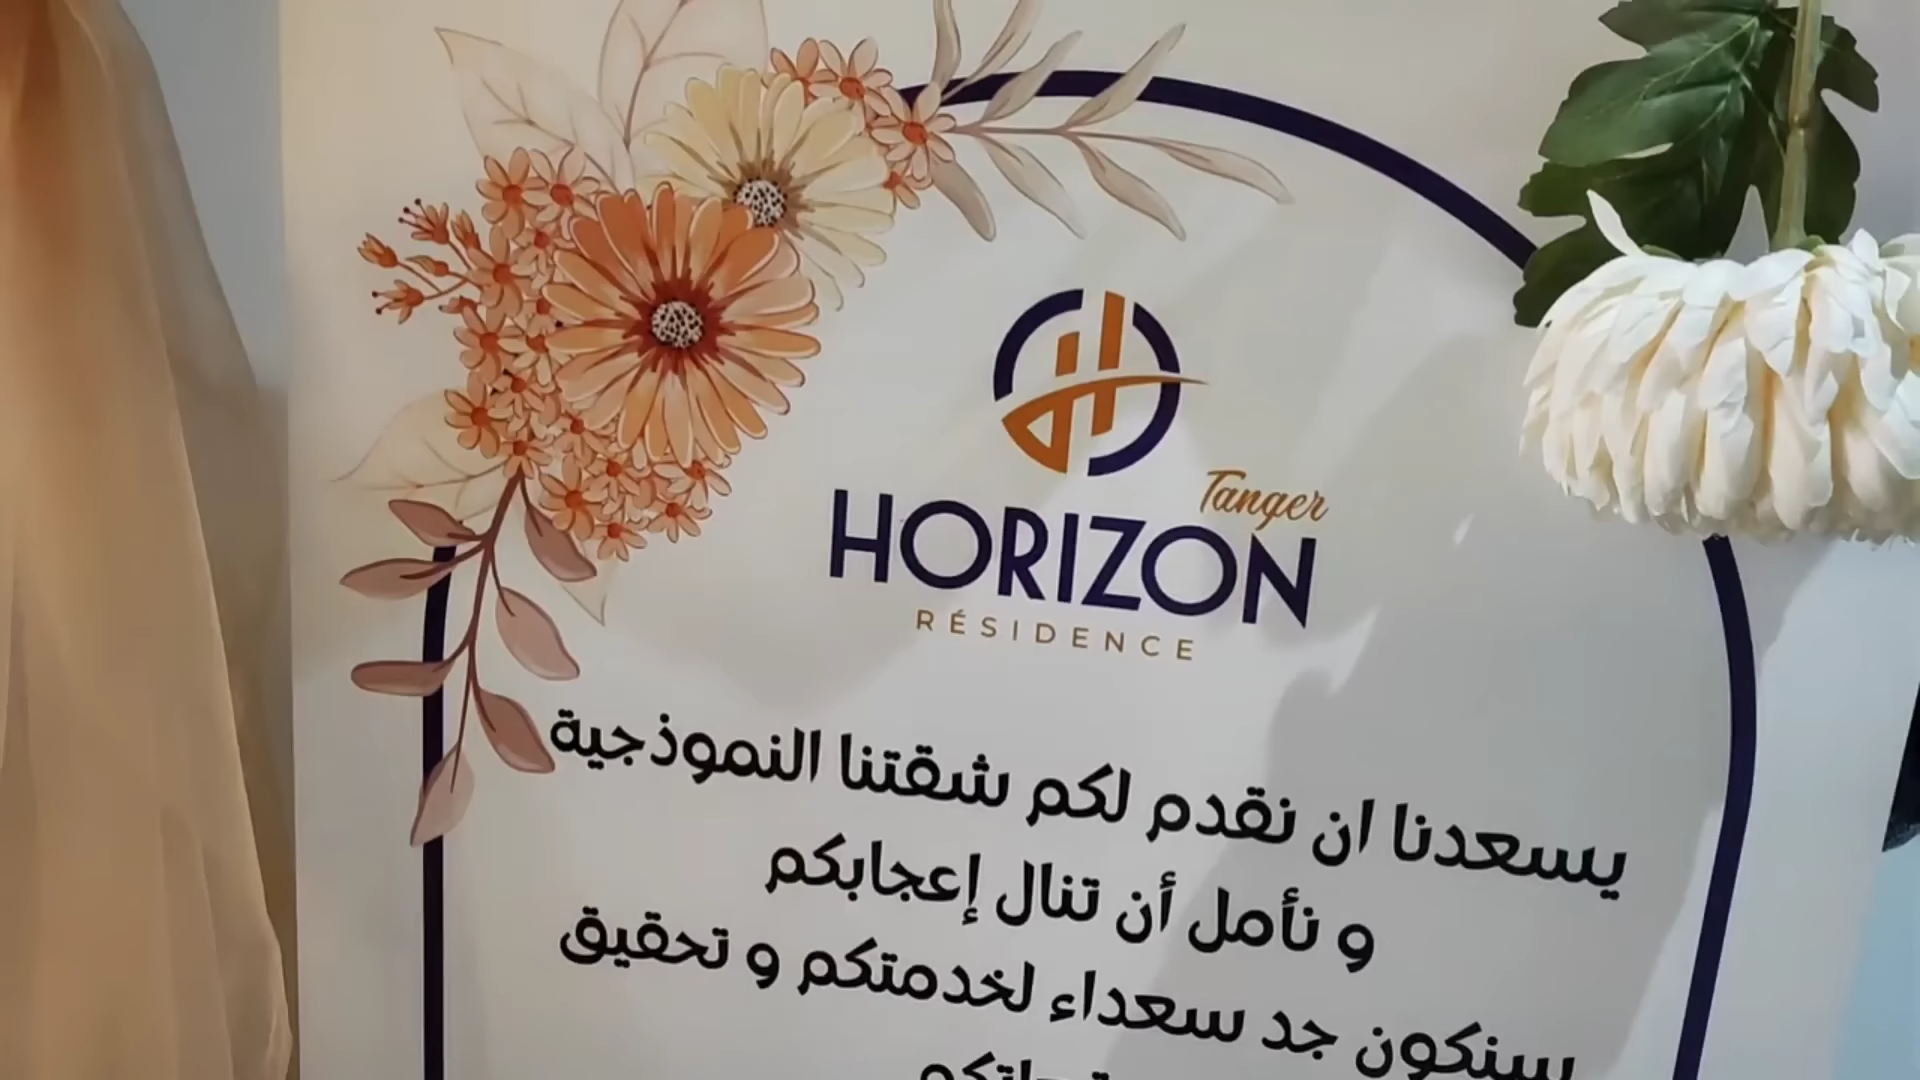 Tanger
HORIZON
RÉSIDENCE
يسعدنا ان نقدم لكم شقتنا النموذجية
و نأمل أن تنال إعجابكم
سنكون جد سعداء لخدمتكم و تحقيق